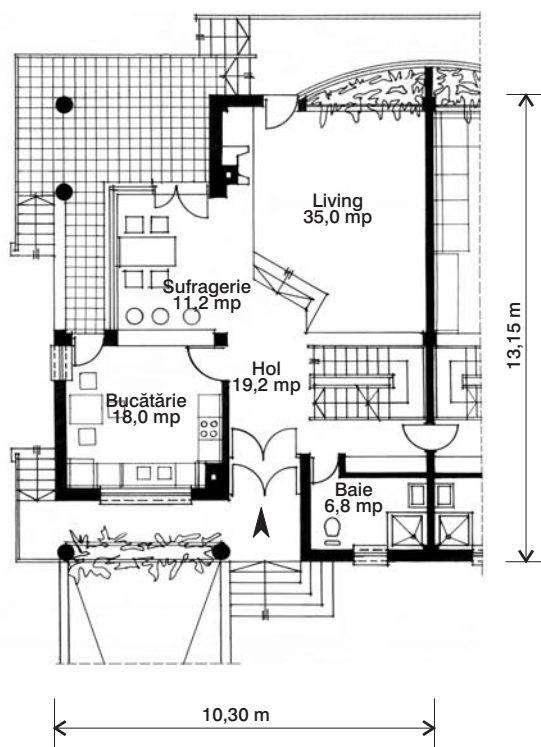 Living
35,0 mp
Sufragerie
11,2 mp
13,15 m
Hol
19,2 mp
Bucătărie
18,0 mp
Baie
6,8 mp
10,30 m